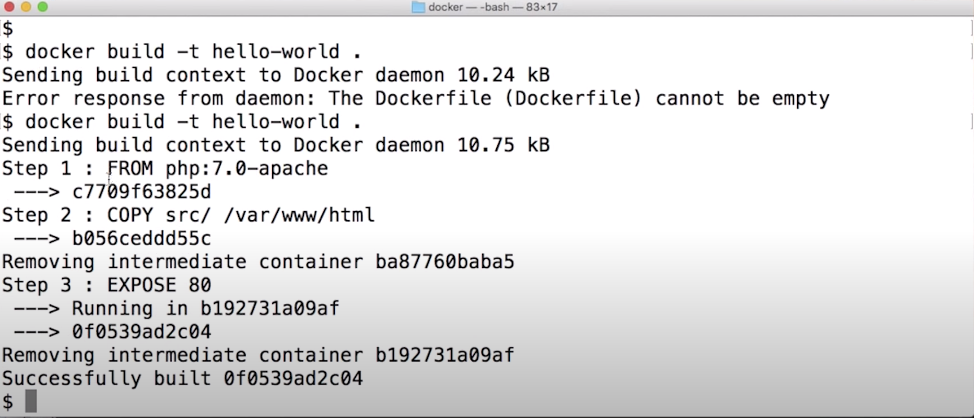 docker — -bash — 83×17
$
$ docker build -t hello-world .
Sending build context to Docker daemon 10.24 kB
Error response from daemon: The Dockerfile (Dockerfile) cannot be empty
$ docker build -t hello-world .
Sending build context to Docker daemon 10.75 kB
Step 1 : FROM php:7.0-apache
 ---> c7709f63825d
Step 2 : COPY src/ /var/www/html
 ---> b056ceddd55c
Removing intermediate container ba87760baba5
Step 3 : EXPOSE 80
 ---> Running in b192731a09af
 ---> 0f0539ad2c04
Removing intermediate container b192731a09af
Successfully built 0f0539ad2c04
$